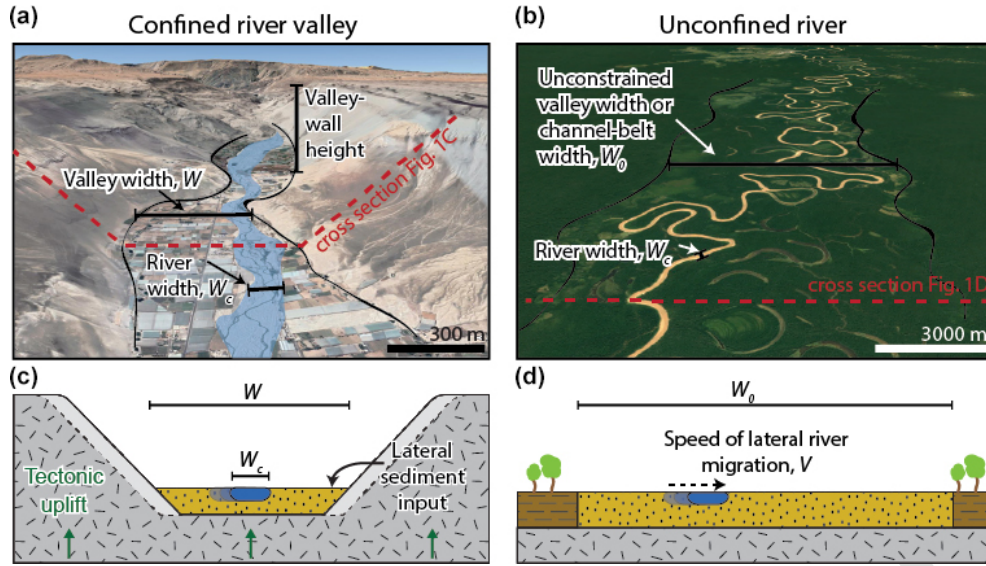 (a)
Confined river valley
Valley-
wall
height
Valley width, W
cross section Fig. 1C
River
width, Wc
300 m
(b)
Unconfined river
Unconstrained
valley width or
channel-belt
width, W0
River width, Wc
cross section Fig. 1D
3000 m
(c)
W
Wc
Lateral
sediment
input
Tectonic
uplift
(d)
W0
Speed of lateral river
migration, V